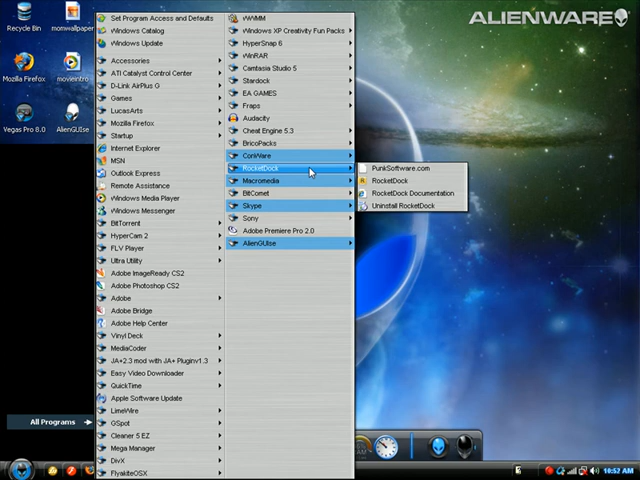 Recycle Bin
momwallpaper
Mozilla Firefox
movieintro
Vegas Pro 8.0
AlienGUIse
Set Program Access and Defaults
Windows Catalog
Windows Update
Accessories
ATI Catalyst Control Center
D-Link AirPlus G
Games
LucasArts
Mozilla Firefox
Startup
Internet Explorer
MSN
Outlook Express
Remote Assistance
Windows Media Player
Windows Messenger
BitTorrent
HyperCam 2
FLV Player
Ultra Utility
Adobe ImageReady CS2
Adobe Photoshop CS2
Adobe
Adobe Bridge
Adobe Help Center
Vinyl Deck
MediaCoder
JA+2.3 mod with JA+ Pluginv1.3
Easy Video Downloader
QuickTime
Apple Software Update
LimeWire
GSpot
Cleaner 5 EZ
Mega Manager
DivX
FlyakiteOSX
WMM
Windows XP Creativity Fun Packs
HyperSnap 6
WinRAR
Camtasia Studio 5
Stardock
EA GAMES
Fraps
Audacity
Cheat Engine 5.3
BricoPacks
ConWare
RocketDock
Macromedia
BitComet
Skype
Sony
Adobe Premiere Pro 2.0
AlienGUIse
PunkSoftware.com
RocketDock
RocketDock Documentation
Uninstall RocketDock
ALIENWARE
All Programs
10:52 AM